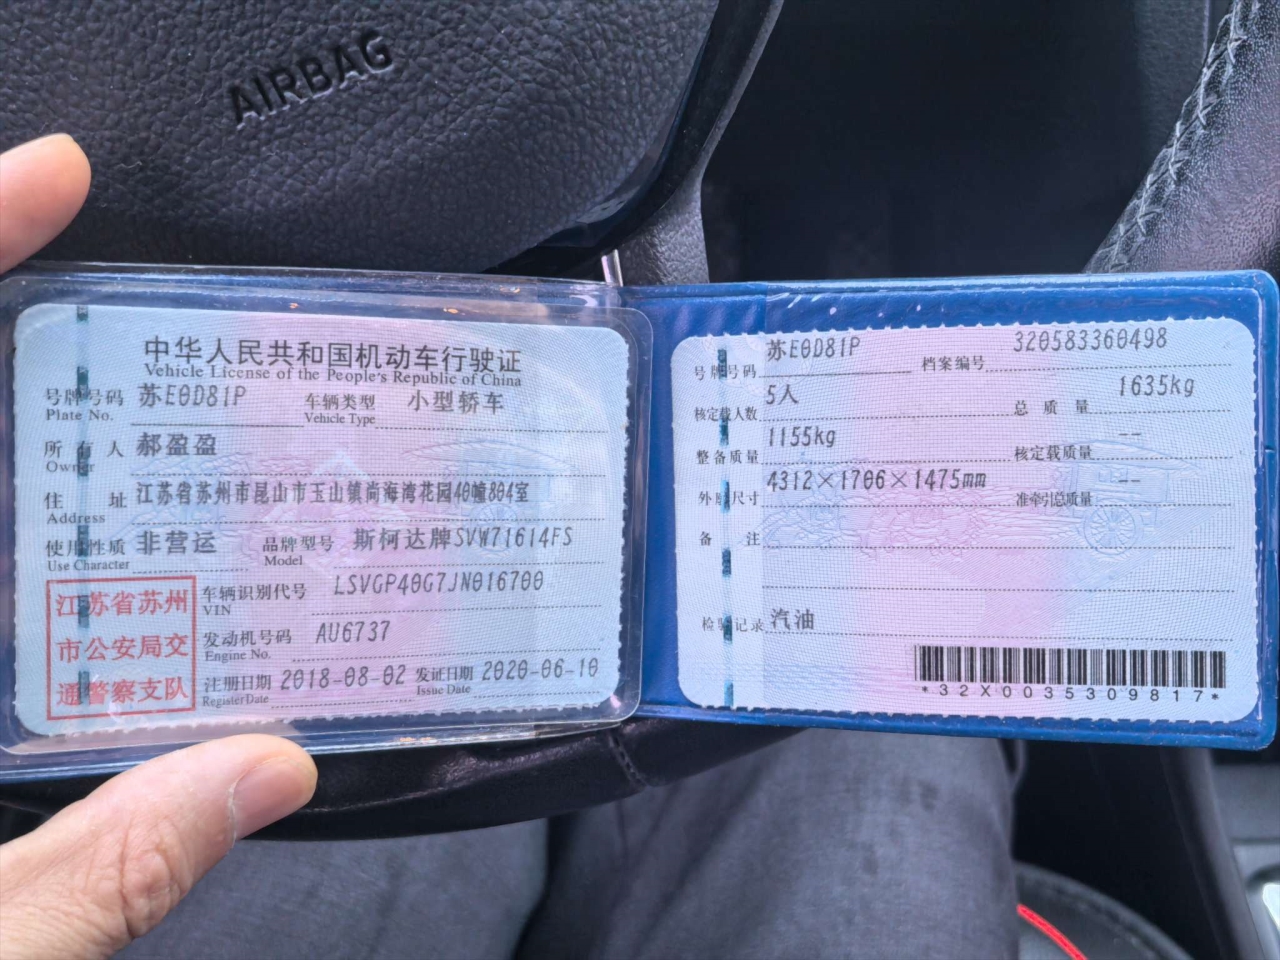 AIRBAG
中华人民共和国机动车行驶证
Vehicle License of the People's Republic of China
号牌号码 苏E0D81P 车辆类型 小型轿车
Plate No. Vehicle Type
所有人 郝盈盈
Owner
住址 江苏省苏州市昆山市玉山镇尚海湾花园40幢804室
Address
使用性质 非营运 品牌型号 斯柯达牌SVW71614FS
Use Character Model
江苏省苏州
市公安局交
通警察支队
车辆识别代号 LSVGP40G7JN016700
VIN
发动机号码 AU6737
Engine No.
注册日期 2018-08-02 发证日期 2020-06-10
Register Date Issue Date
号牌号码 苏E0D81P 档案编号 320583360498
核定载人数 5人 总质量 1635kg
整备质量 1155kg 核定载质量 --
外廓尺寸 4312×1706×1475mm 准牵引总质量 --
备注
检验记录 汽油
*32X0035309817*